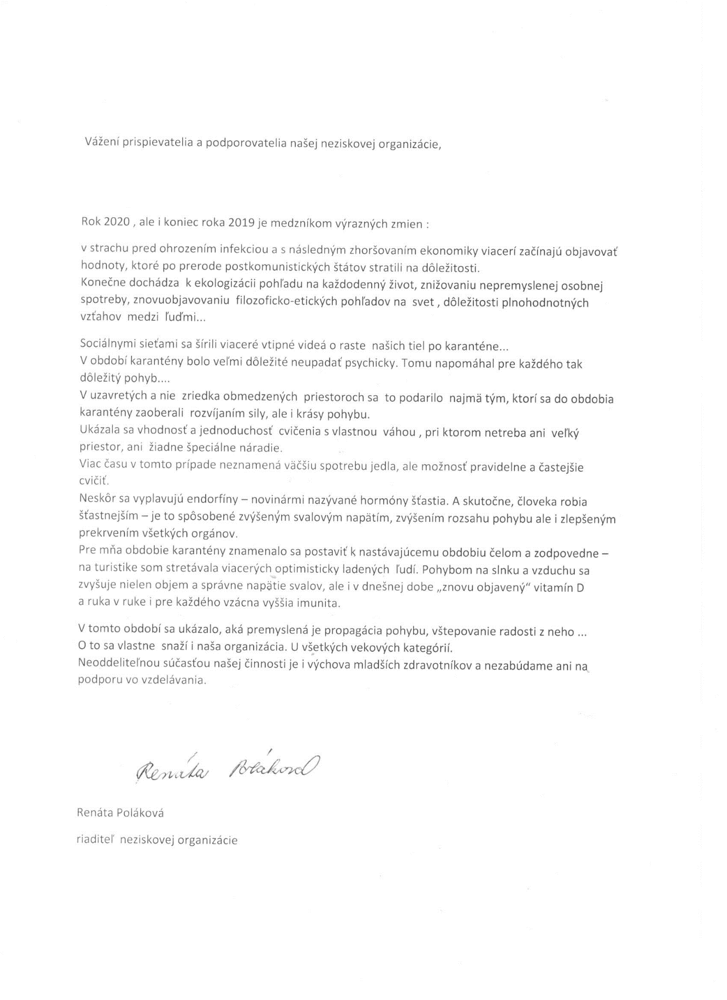 Vážení prispievatelia a podporovatelia našej neziskovej organizácie,
Rok 2020 , ale i koniec roka 2019 je medzníkom výrazných zmien :
v strachu pred ohrozením infekciou a s následným zhoršovaním ekonomiky viacerí začínajú objavovať
hodnoty, ktoré po prerode postkomunistických štátov stratili na dôležitosti.
Konečne dochádza k ekologizácii pohľadu na každodenný život, znižovaniu nepremyslenej osobnej
spotreby, znovuobjavovaniu filozoficko-etických pohľadov na svet , dôležitosti plnohodnotných
vzťahov medzi ľuďmi...
Sociálnymi sieťami sa šírili viaceré vtipné videá o raste našich tiel po karanténe...
V období karantény bolo veľmi dôležité neupadať psychicky. Tomu napomáhal pre každého tak
dôležitý pohyb....
V uzavretých a nie zriedka obmedzených priestoroch sa to podarilo najmä tým, ktorí sa do obdobia
karantény zaoberali rozvíjaním sily, ale i krásy pohybu.
Ukázala sa vhodnosť a jednoduchosť cvičenia s vlastnou váhou , pri ktorom netreba ani veľký
priestor, ani žiadne špeciálne náradie.
Viac času v tomto prípade neznamená väčšiu spotrebu jedla, ale možnosť pravidelne a častejšie
cvičiť.
Neskôr sa vyplavujú endorfíny – novinármi nazývané hormóny šťastia. A skutočne, človeka robia
šťastnejším – je to spôsobené zvýšeným svalovým napätím, zvýšením rozsahu pohybu ale i zlepšeným
prekrvením všetkých orgánov.
Pre mňa obdobie karantény znamenalo sa postaviť k nastávajúcemu obdobiu čelom a zodpovedne –
na turistike som stretávala viacerých optimisticky ladených ľudí. Pohybom na slnku a vzduchu sa
zvyšuje nielen objem a správne napätie svalov, ale i v dnešnej dobe „znovu objavený“ vitamín D
a ruka v ruke i pre každého vzácna vyššia imunita.
V tomto období sa ukázalo, aká premyslená je propagácia pohybu, vštepovanie radosti z neho ...
O to sa vlastne snaží i naša organizácia. U všetkých vekových kategórií.
Neoddeliteľnou súčasťou našej činnosti je i výchova mladších zdravotníkov a nezabúdame ani na
podporu vo vzdelávania.
Renáta Poláková
Renáta Poláková
riaditeľ neziskovej organizácie